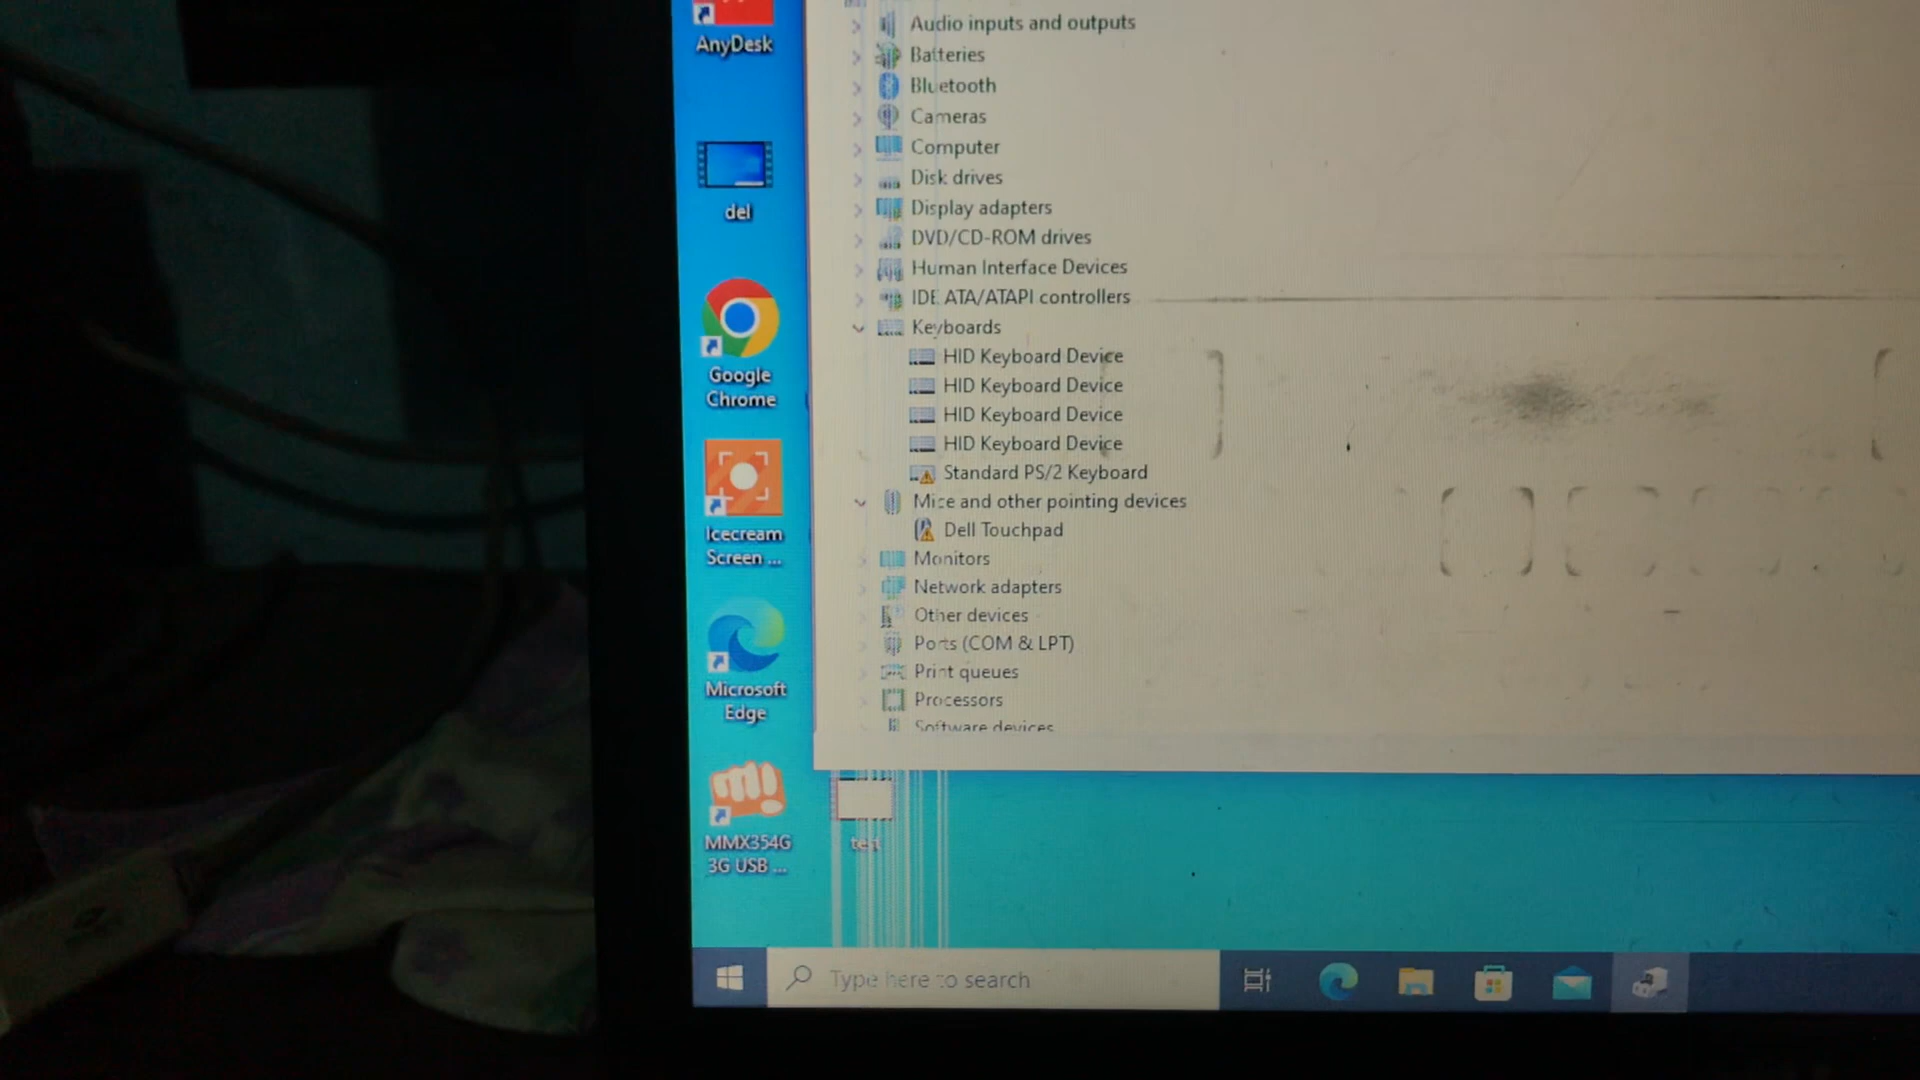 AnyDesk
del
Google
Chrome
Icecream
Screen ...
Microsoft
Edge
MMX354G
3G USB ...
test
Audio inputs and outputs
Batteries
Bluetooth
Cameras
Computer
Disk drives
Display adapters
DVD/CD-ROM drives
Human Interface Devices
IDE ATA/ATAPI controllers
Keyboards
HID Keyboard Device
HID Keyboard Device
HID Keyboard Device
HID Keyboard Device
Standard PS/2 Keyboard
Mice and other pointing devices
Dell Touchpad
Monitors
Network adapters
Other devices
Ports (COM & LPT)
Print queues
Processors
Software devices
Type here to search